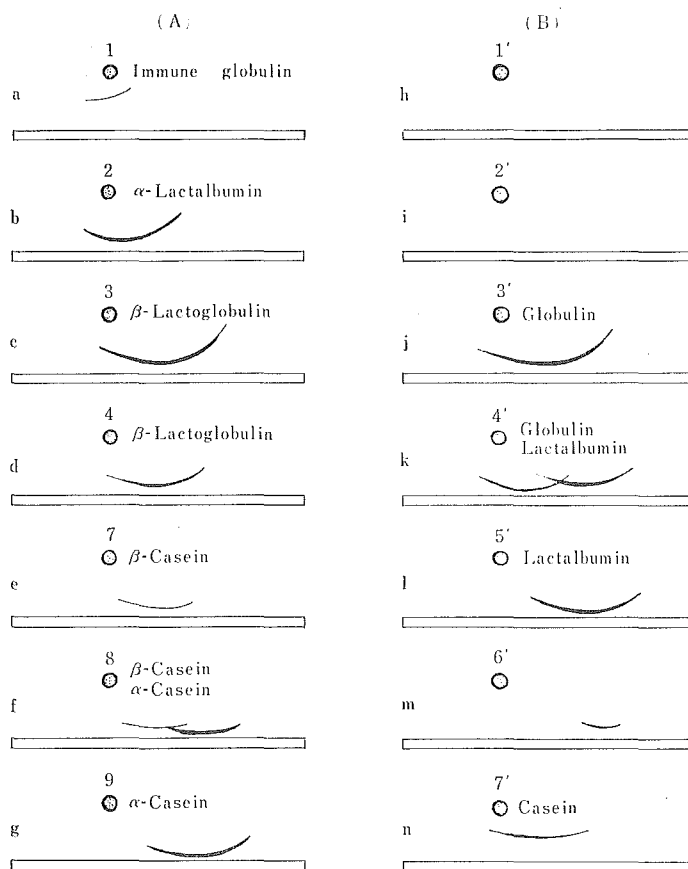 (A)
1
Immune globulin
a
2
α-Lactalbumin
b
3
β-Lactoglobulin
c
4
β-Lactoglobulin
d
7
β-Casein
e
8
β-Casein
α-Casein
f
9
α-Casein
g
(B)
1′
h
2′
i
3′
Globulin
j
4′
Globulin
Lactalbumin
k
5′
Lactalbumin
l
6′
m
7′
Casein
n